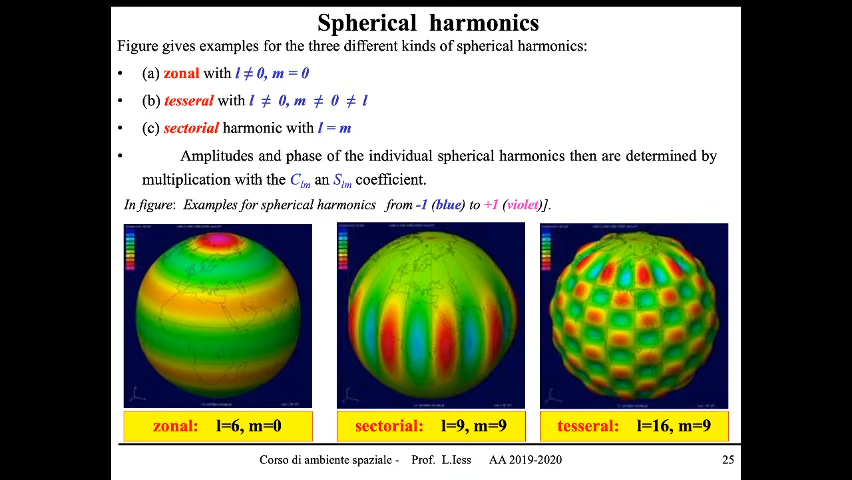 Spherical harmonics
Figure gives examples for the three different kinds of spherical harmonics:
• (a) zonal with l ≠ 0, m = 0
• (b) tesseral with l ≠ 0, m ≠ 0 ≠ l
• (c) sectorial harmonic with l = m
• Amplitudes and phase of the individual spherical harmonics then are determined by
multiplication with the Clm an Slm coefficient.
In figure: Examples for spherical harmonics from -1 (blue) to +1 (violet)].
zonal: l=6, m=0
sectorial: l=9, m=9
tesseral: l=16, m=9
Corso di ambiente spaziale - Prof. L.Iess AA 2019-2020
25